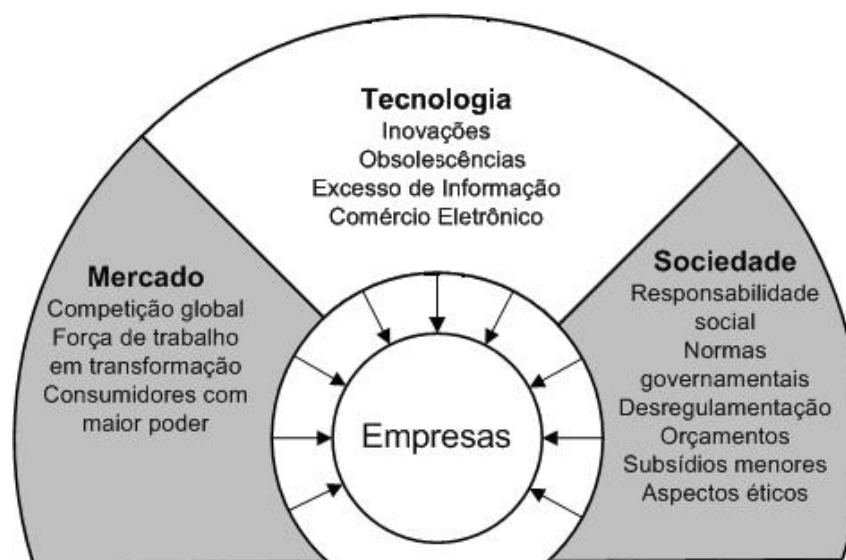 Tecnologia
Inovações
Obsolescências
Excesso de Informação
Comércio Eletrônico
Mercado
Competição global
Força de trabalho
em transformação
Consumidores com
maior poder
Sociedade
Responsabilidade
social
Normas
governamentais
Desregulamentação
Orçamentos
Subsídios menores
Aspectos éticos
Empresas